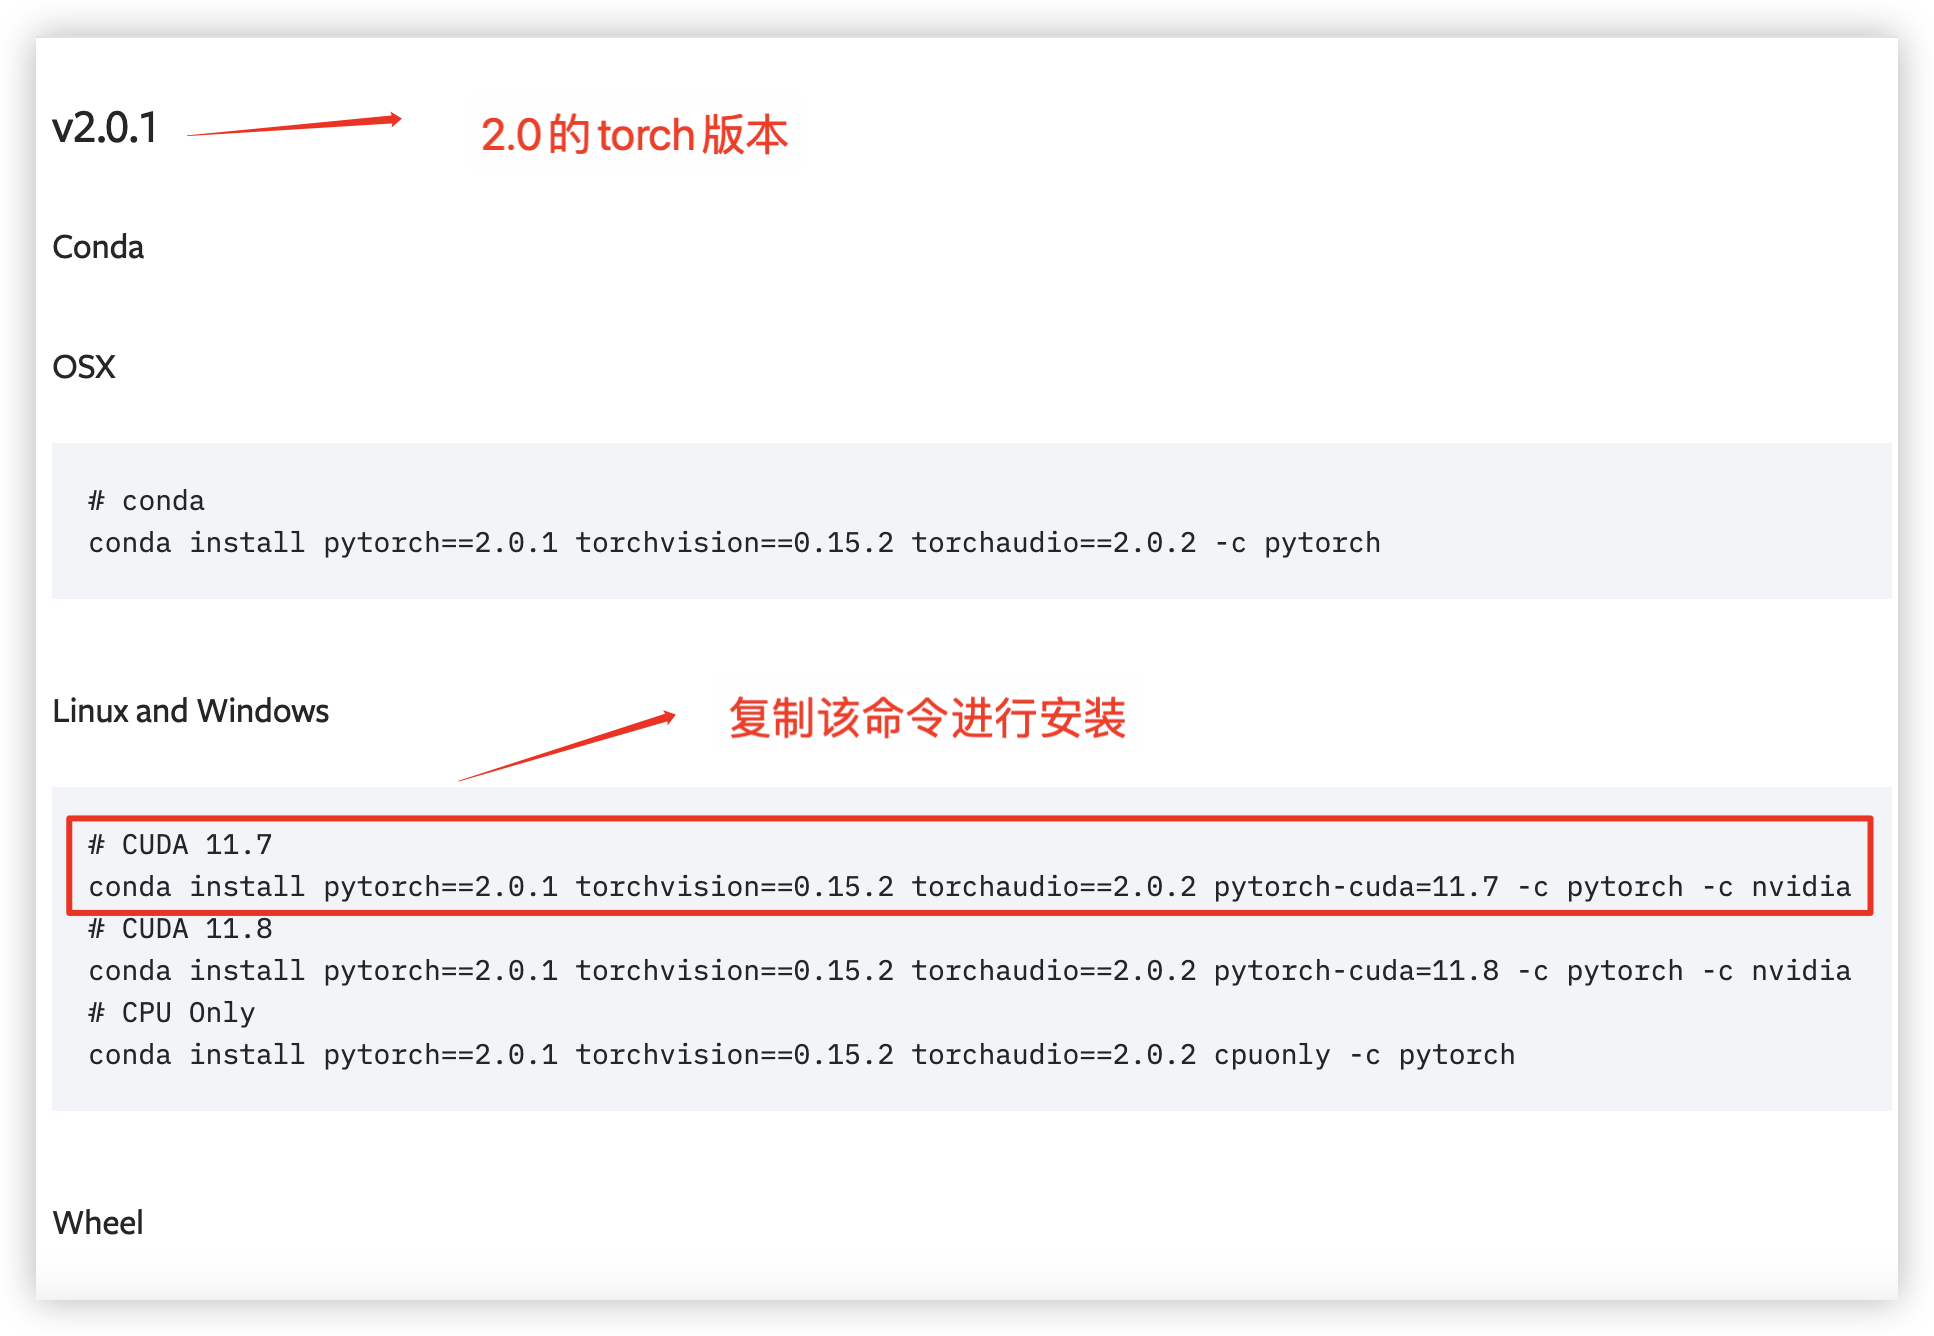 v2.0.1
2.0的torch版本
Conda
OSX
# conda
conda install pytorch==2.0.1 torchvision==0.15.2 torchaudio==2.0.2 -c pytorch
Linux and Windows
复制该命令进行安装
# CUDA 11.7
conda install pytorch==2.0.1 torchvision==0.15.2 torchaudio==2.0.2 pytorch-cuda=11.7 -c pytorch -c nvidia
# CUDA 11.8
conda install pytorch==2.0.1 torchvision==0.15.2 torchaudio==2.0.2 pytorch-cuda=11.8 -c pytorch -c nvidia
# CPU Only
conda install pytorch==2.0.1 torchvision==0.15.2 torchaudio==2.0.2 cpuonly -c pytorch
Wheel